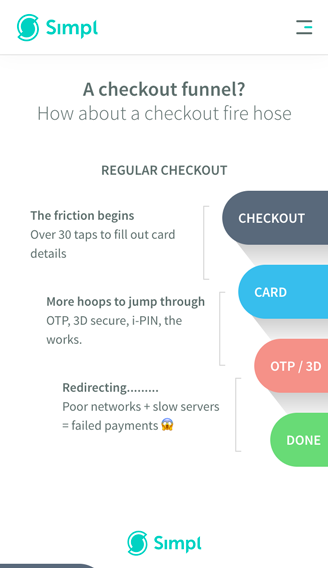 Simpl
A checkout funnel?
How about a checkout fire hose
REGULAR CHECKOUT
The friction begins
Over 30 taps to fill out card
details
CHECKOUT
More hoops to jump through
OTP, 3D secure, i-PIN, the
works.
CARD
OTP / 3D
Redirecting.........
Poor networks + slow servers
= failed payments 😱
DONE
Simpl